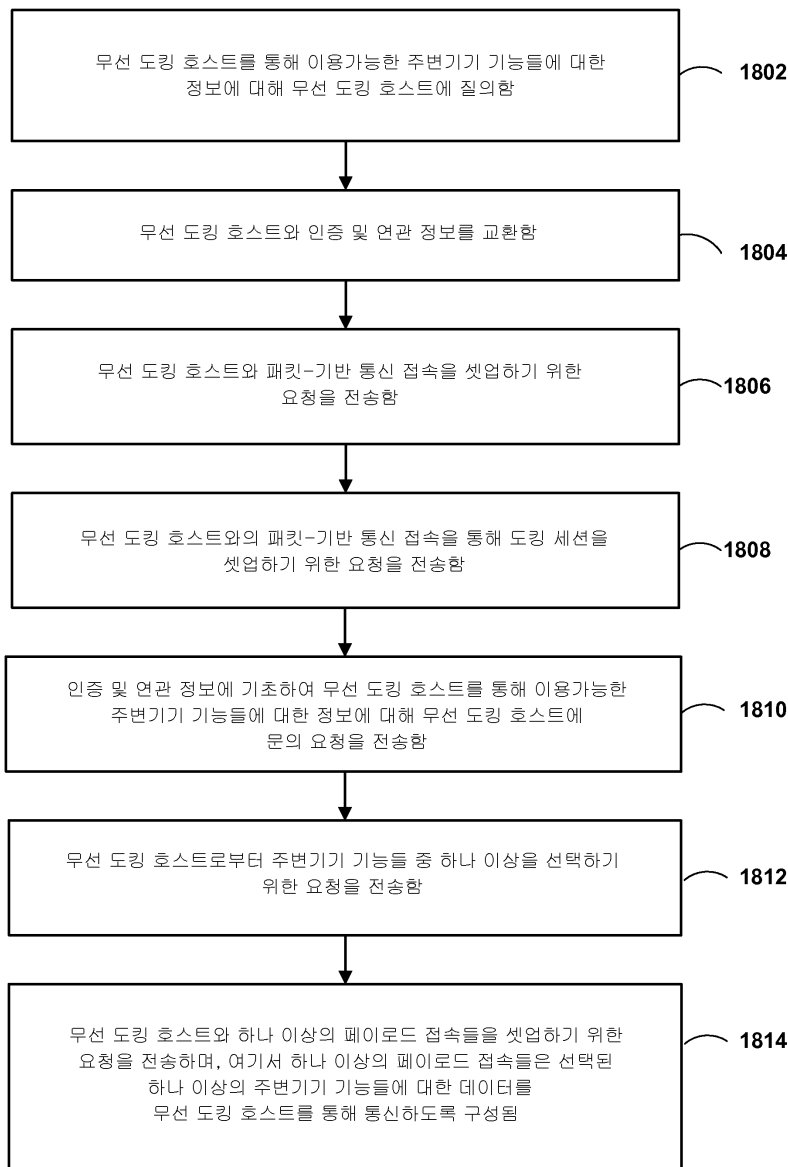 무선 도킹 호스트를 통해 이용가능한 주변기기 기능들에 대한
정보에 대해 무선 도킹 호스트에 질의함
1802
무선 도킹 호스트와 인증 및 연관 정보를 교환함
1804
무선 도킹 호스트와 패킷-기반 통신 접속을 셋업하기 위한
요청을 전송함
1806
무선 도킹 호스트와의 패킷-기반 통신 접속을 통해 도킹 세션을
셋업하기 위한 요청을 전송함
1808
인증 및 연관 정보에 기초하여 무선 도킹 호스트를 통해 이용가능한
주변기기 기능들에 대한 정보에 대해 무선 도킹 호스트에
문의 요청을 전송함
1810
무선 도킹 호스트로부터 주변기기 기능들 중 하나 이상을 선택하기
위한 요청을 전송함
1812
무선 도킹 호스트와 하나 이상의 페이로드 접속들을 셋업하기 위한
요청을 전송하며, 여기서 하나 이상의 페이로드 접속들은 선택된
하나 이상의 주변기기 기능들에 대한 데이터를
무선 도킹 호스트를 통해 통신하도록 구성됨
1814